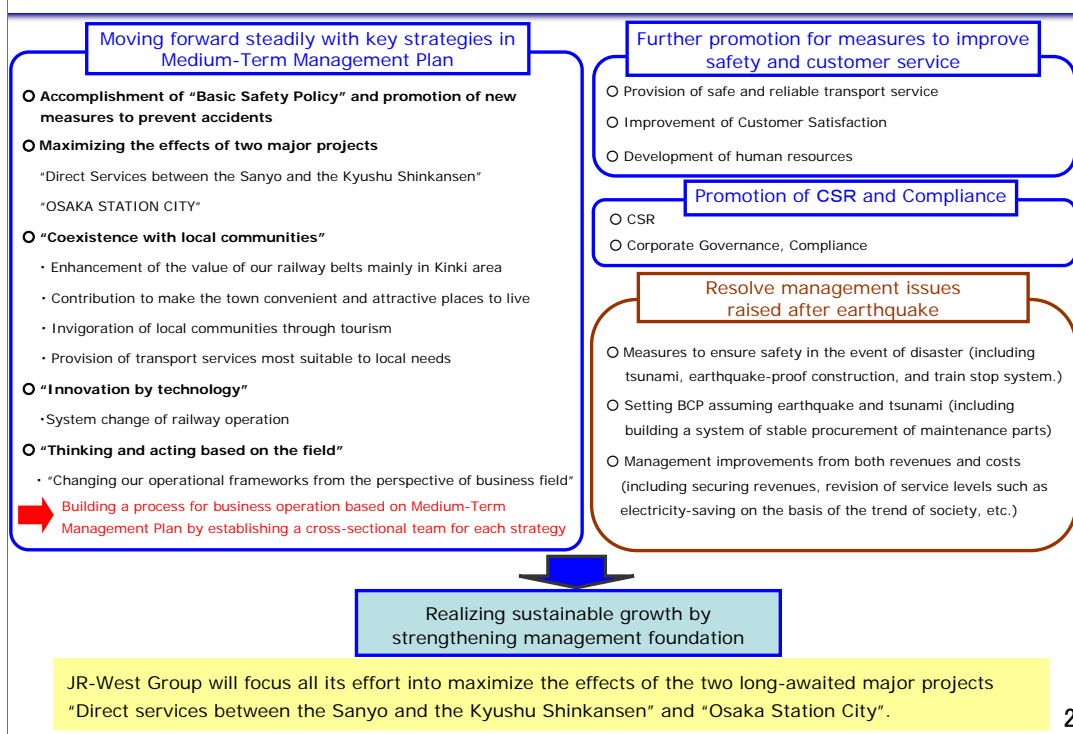 Moving forward steadily with key strategies in
Medium-Term Management Plan
○ Accomplishment of “Basic Safety Policy” and promotion of new
measures to prevent accidents
○ Maximizing the effects of two major projects
“Direct Services between the Sanyo and the Kyushu Shinkansen”
“OSAKA STATION CITY”
○ “Coexistence with local communities”
・Enhancement of the value of our railway belts mainly in Kinki area
・Contribution to make the town convenient and attractive places to live
・Invigoration of local communities through tourism
・Provision of transport services most suitable to local needs
○ “Innovation by technology”
・System change of railway operation
○ “Thinking and acting based on the field”
・“Changing our operational frameworks from the perspective of business field”
Building a process for business operation based on Medium-Term
Management Plan by establishing a cross-sectional team for each strategy
Further promotion for measures to improve
safety and customer service
○ Provision of safe and reliable transport service
○ Improvement of Customer Satisfaction
○ Development of human resources
Promotion of CSR and Compliance
○ CSR
○ Corporate Governance, Compliance
Resolve management issues
raised after earthquake
○ Measures to ensure safety in the event of disaster (including
tsunami, earthquake-proof construction, and train stop system.)
○ Setting BCP assuming earthquake and tsunami (including
building a system of stable procurement of maintenance parts)
○ Management improvements from both revenues and costs
(including securing revenues, revision of service levels such as
electricity-saving on the basis of the trend of society, etc.)
Realizing sustainable growth by
strengthening management foundation
JR-West Group will focus all its effort into maximize the effects of the two long-awaited major projects
“Direct services between the Sanyo and the Kyushu Shinkansen” and “Osaka Station City”.
2